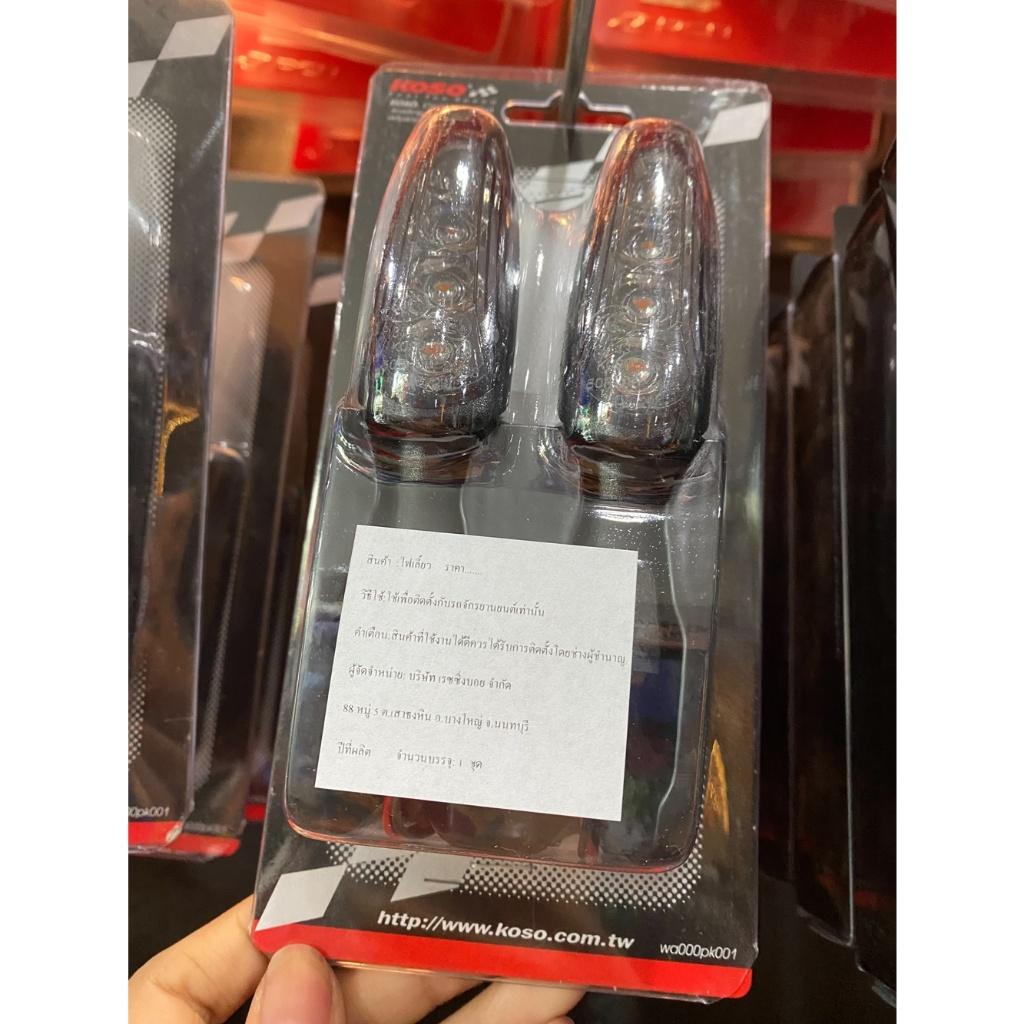 KOSO
สินค้า :ไฟเลี้ยว ราคา......
วิธีใช้:ใช้เพื่อติดตั้งกับรถจักรยานยนต์เท่านั้น
คำเตือน:สินค้าที่ใช้งานได้ดีควรได้รับการติดตั้งโดยช่างผู้ชำนาญ
ผู้จัดจำหน่าย: บริษัท เรซซิ่งบอย จำกัด
88 หมู่ 5 ต.เสาธงหิน อ.บางใหญ่ จ.นนทบุรี
ปีที่ผลิต จำนวนบรรจุ: 1 ชุด
http://www.koso.com.tw
wa000pk001
00pk001